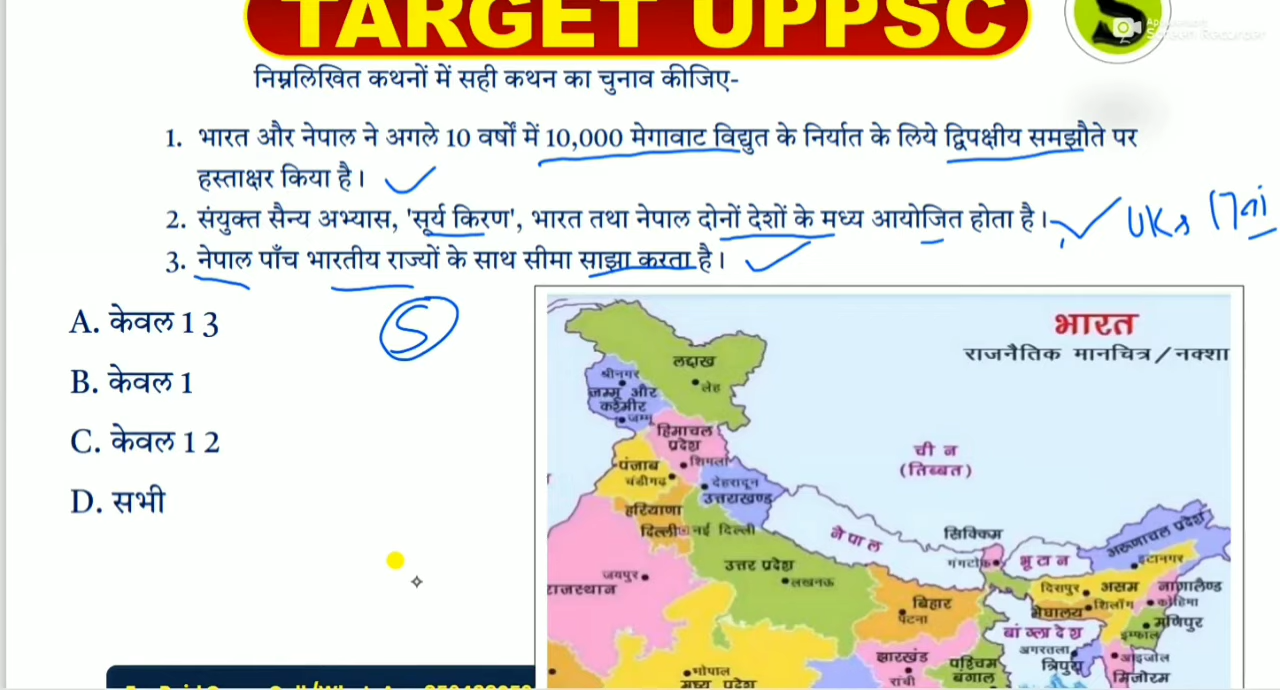 TARGET UPPSC
Screen Recorder
निम्नलिखित कथनों में सही कथन का चुनाव कीजिए-
1. भारत और नेपाल ने अगले 10 वर्षों में 10,000 मेगावाट विद्युत के निर्यात के लिये द्विपक्षीय समझौते पर
हस्ताक्षर किया है।
2. संयुक्त सैन्य अभ्यास, 'सूर्य किरण', भारत तथा नेपाल दोनों देशों के मध्य आयोजित होता है।
3. नेपाल पाँच भारतीय राज्यों के साथ सीमा साझा करता है।
A. केवल 1 3
B. केवल 1
C. केवल 1 2
D. सभी
भारत
राजनैतिक मानचित्र/नक्शा
लद्दाख
श्रीनगर
लेह
जम्मू और
कश्मीर
जम्मू
हिमाचल
प्रदेश
शिमला
चीन
(तिब्बत)
पंजाब
चंडीगढ़
देहरादून
उत्तराखण्ड
हरियाणा
दिल्ली नई दिल्ली
नेपाल
सिक्किम
गंगटोक
भूटान
अरुणाचल प्रदेश
इटानगर
उत्तर प्रदेश
लखनऊ
जयपुर
राजस्थान
बिहार
पटना
दिसपुर
असम
नागालैण्ड
कोहिमा
मेघालय
शिलाँग
मणिपुर
इम्फाल
बांग्लादेश
अगरतला
त्रिपुरा
आइजोल
मिजोरम
झारखंड
रांची
पश्चिम
बंगाल
भोपाल
मध्य प्रदेश